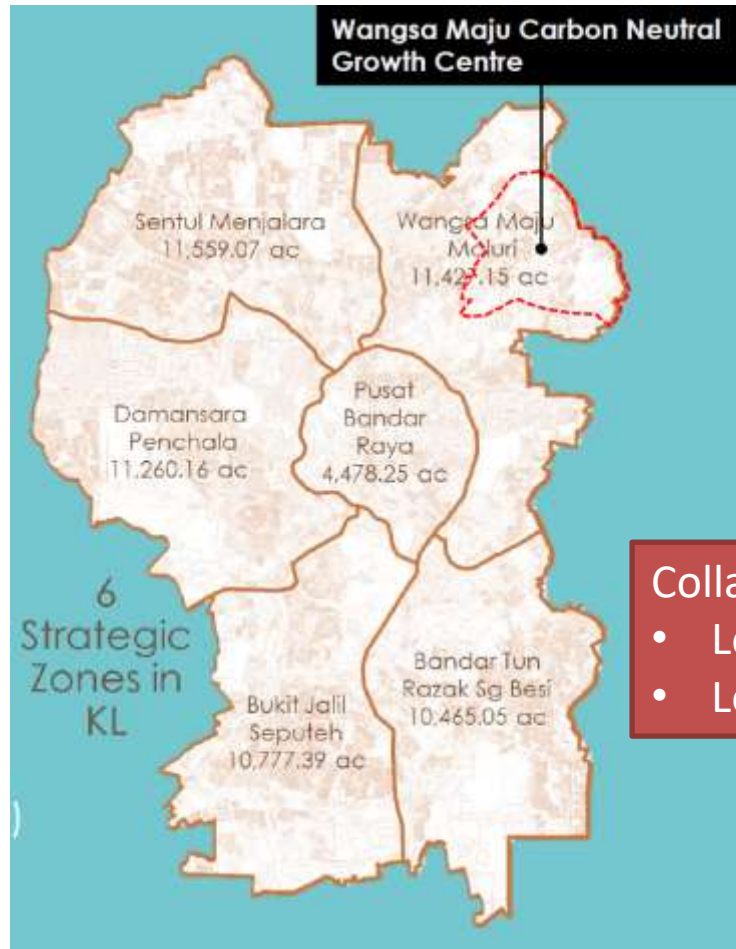 Wangsa Maju Carbon Neutral
Growth Centre
Sentul Menjalara
11,559.07 ac
Wangsa Maju
Maluri
ac
Damansara
Penchala
11,260.16 ac
Pusat
Bandar
Raya
4,478.25 ac
6
Strategic
Zones in
KL
Bukit Jalil
Seputeh
10,777.39 ac
Bandar Tun
Razak Sg Besi
10,465.05 ac
Colla
• Lo
• Lo
)